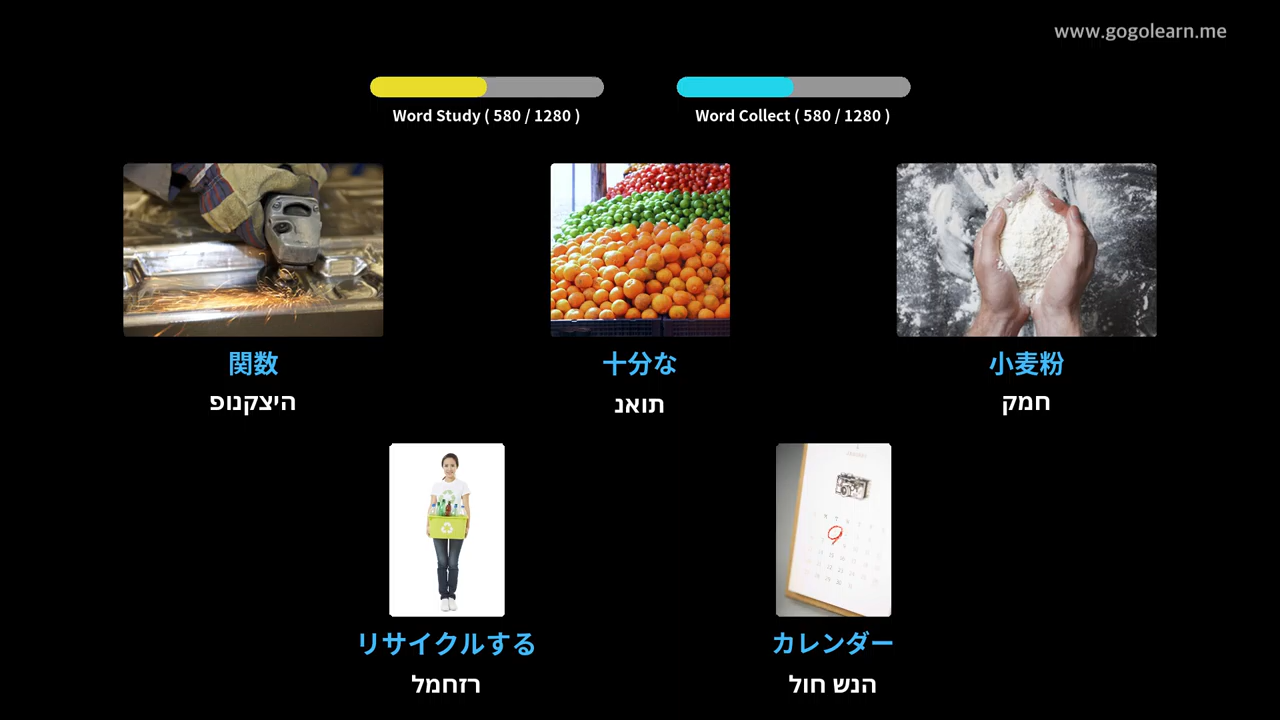 www.gogolearn.me
Word Study ( 580 / 1280 )
Word Collect ( 580 / 1280 )
関数
היצקנופ
十分な
תואנ
小麦粉
חמק
リサイクルする
רזחמל
カレンダー
הנש חול